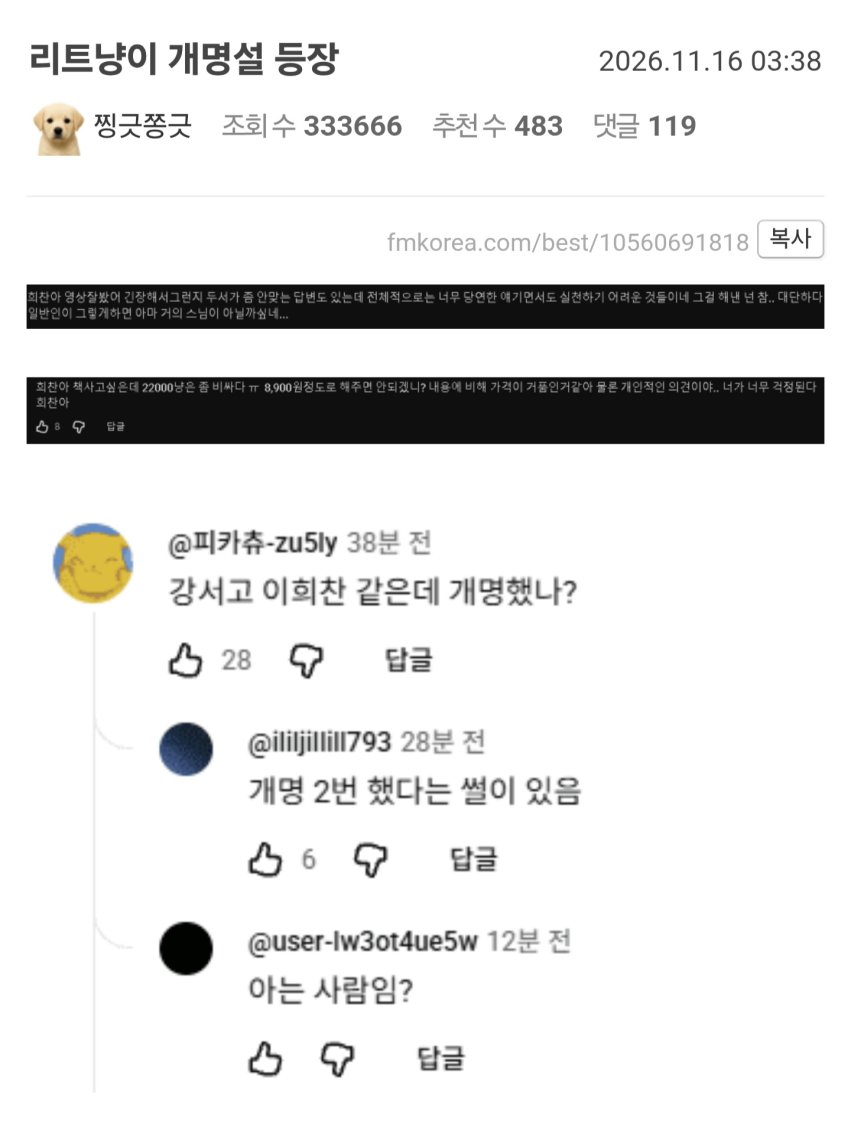 리트냥이 개명설 등장
2026.11.16 03:38
찡긋쫑긋 조회 수 333666 추천 수 483 댓글 119
fmkorea.com/best/10560691818 복사
희찬아 영상잘봤어 긴장해서그런지 두서가 좀 안맞는 답변도 있는데 전체적으로는 너무 당연한 얘기면서도 실천하기 어려운 것들이네 그걸 해낸 넌 참.. 대단하다
일반인이 그렇게하면 아마 거의 스님이 아닐까싶네...
희찬아 책사고싶은데 22000냥은 좀 비싸다 ㅠ 8,900원정도로 해주면 안되겠니? 내용에 비해 가격이 거품인거같아 물론 개인적인 의견이야.. 너가 너무 걱정된다
희찬아
8 답글
@피카츄-zu5ly 38분 전
강서고 이희찬 같은데 개명했나?
28 답글
@ililjillill793 28분 전
개명 2번 했다는 썰이 있음
6 답글
@user-lw3ot4ue5w 12분 전
아는 사람임?
답글